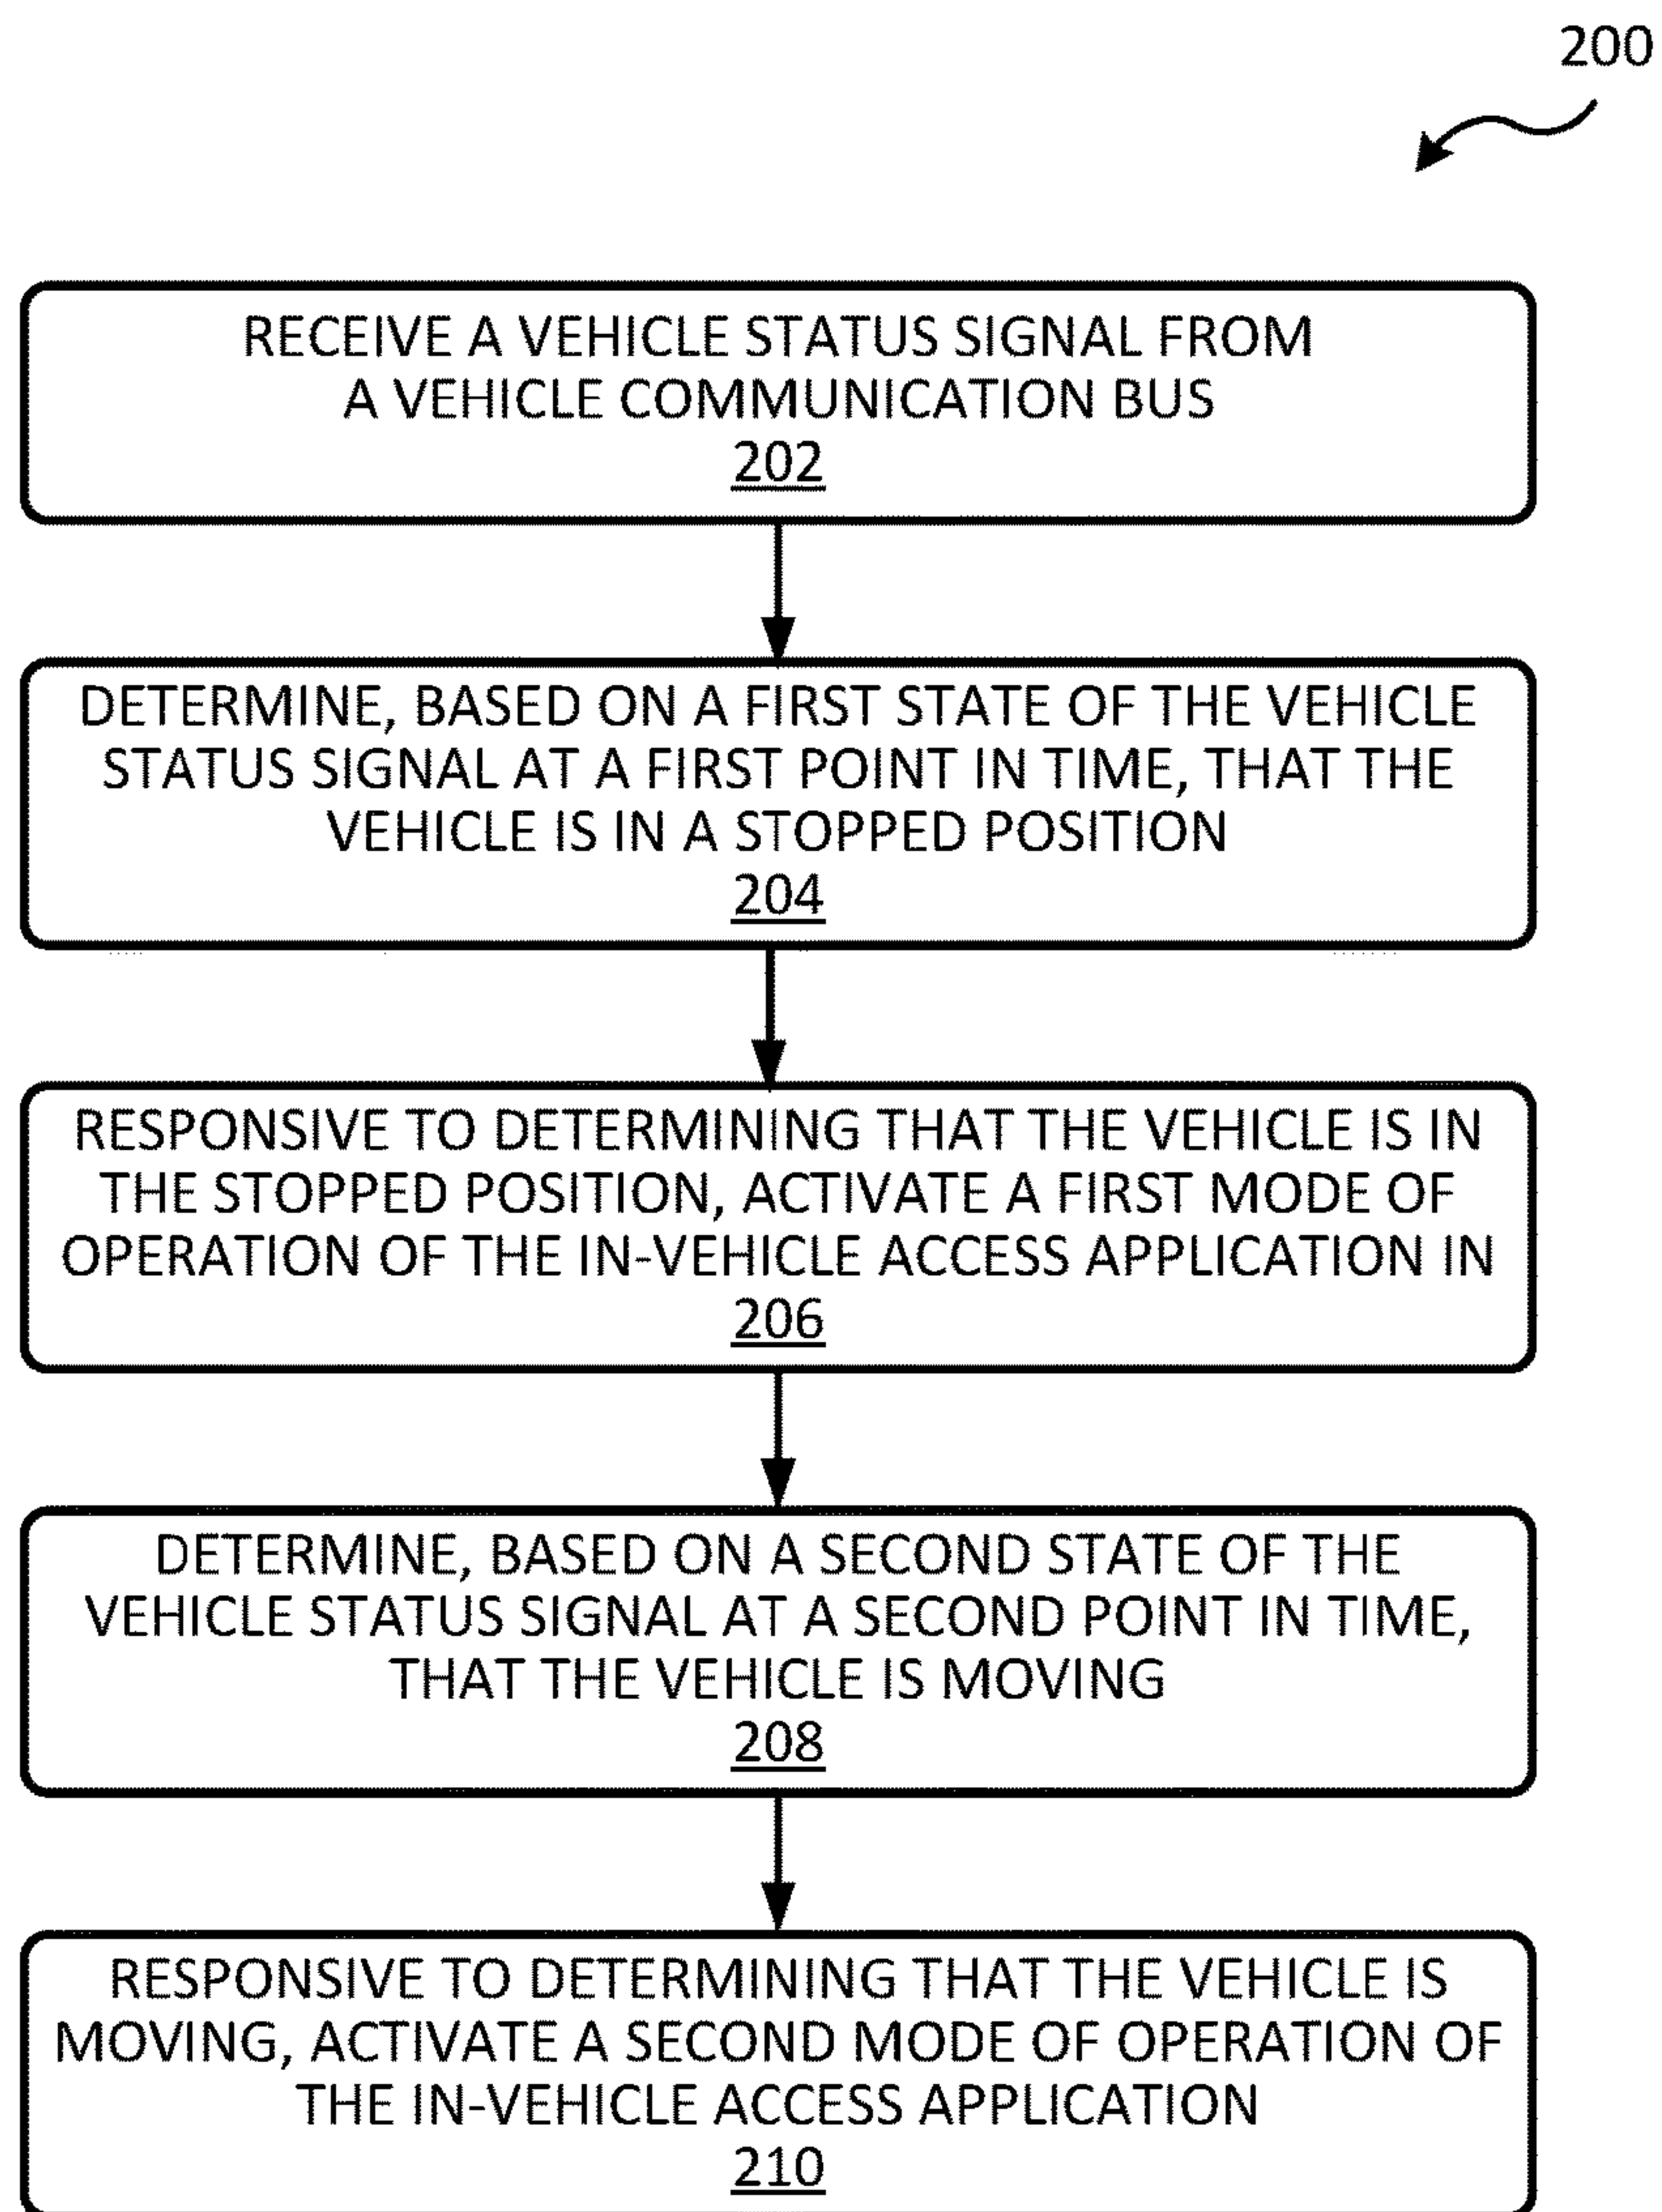 200
RECEIVE A VEHICLE STATUS SIGNAL FROM
A VEHICLE COMMUNICATION BUS
202
DETERMINE, BASED ON A FIRST STATE OF THE VEHICLE
STATUS SIGNAL AT A FIRST POINT IN TIME, THAT THE
VEHICLE IS IN A STOPPED POSITION
204
RESPONSIVE TO DETERMINING THAT THE VEHICLE IS IN
THE STOPPED POSITION, ACTIVATE A FIRST MODE OF
OPERATION OF THE IN-VEHICLE ACCESS APPLICATION IN
206
DETERMINE, BASED ON A SECOND STATE OF THE
VEHICLE STATUS SIGNAL AT A SECOND POINT IN TIME,
THAT THE VEHICLE IS MOVING
208
RESPONSIVE TO DETERMINING THAT THE VEHICLE IS
MOVING, ACTIVATE A SECOND MODE OF OPERATION OF
THE IN-VEHICLE ACCESS APPLICATION
210